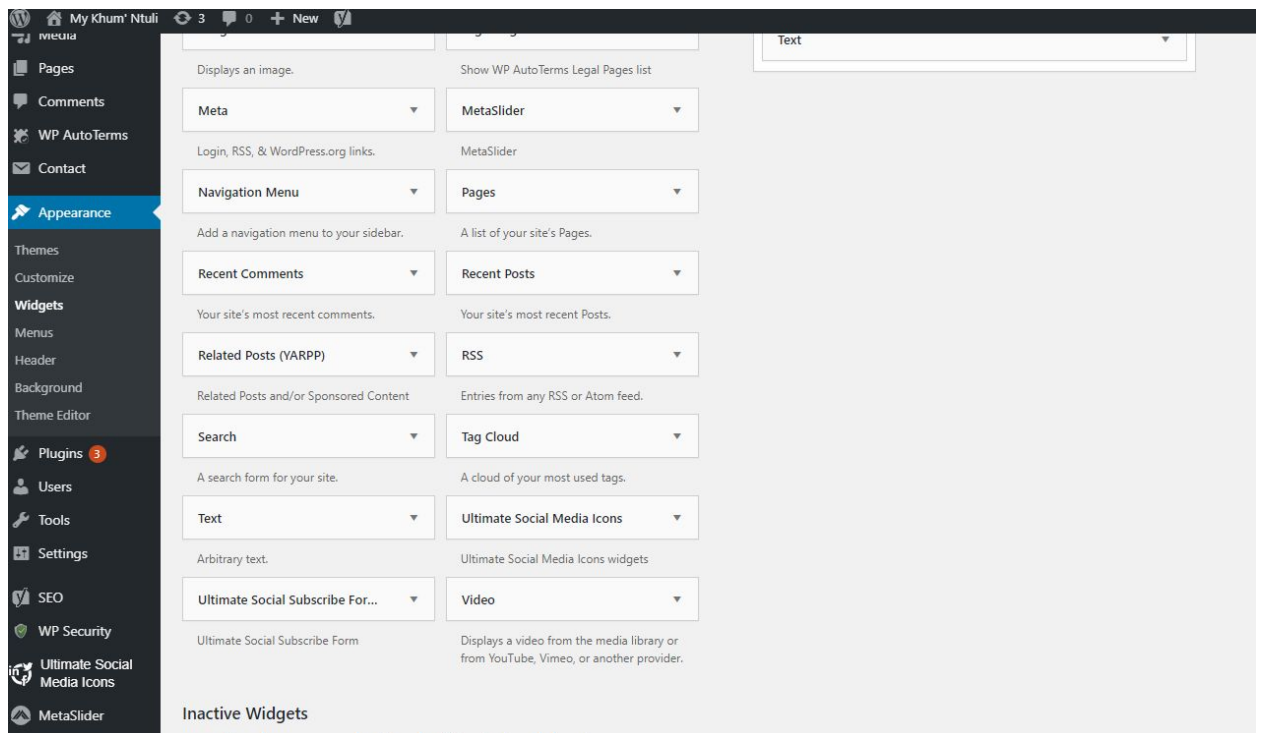 My Khum' Ntuli 3 0 + New
Media
Pages
Comments
WP AutoTerms
Contact
Appearance
Themes
Customize
Widgets
Menus
Header
Background
Theme Editor
Plugins 3
Users
Tools
Settings
SEO
WP Security
Ultimate Social
Media Icons
MetaSlider
Displays an image.
Show WP AutoTerms Legal Pages list
Meta
MetaSlider
Login, RSS, & WordPress.org links.
MetaSlider
Navigation Menu
Pages
Add a navigation menu to your sidebar.
A list of your site's Pages.
Recent Comments
Recent Posts
Your site's most recent comments.
Your site's most recent Posts.
Related Posts (YARPP)
RSS
Related Posts and/or Sponsored Content
Entries from any RSS or Atom feed.
Search
Tag Cloud
A search form for your site.
A cloud of your most used tags.
Text
Ultimate Social Media Icons
Arbitrary text.
Ultimate Social Media Icons widgets
Ultimate Social Subscribe For...
Video
Ultimate Social Subscribe Form
Displays a video from the media library or
from YouTube, Vimeo, or another provider.
Inactive Widgets
Text